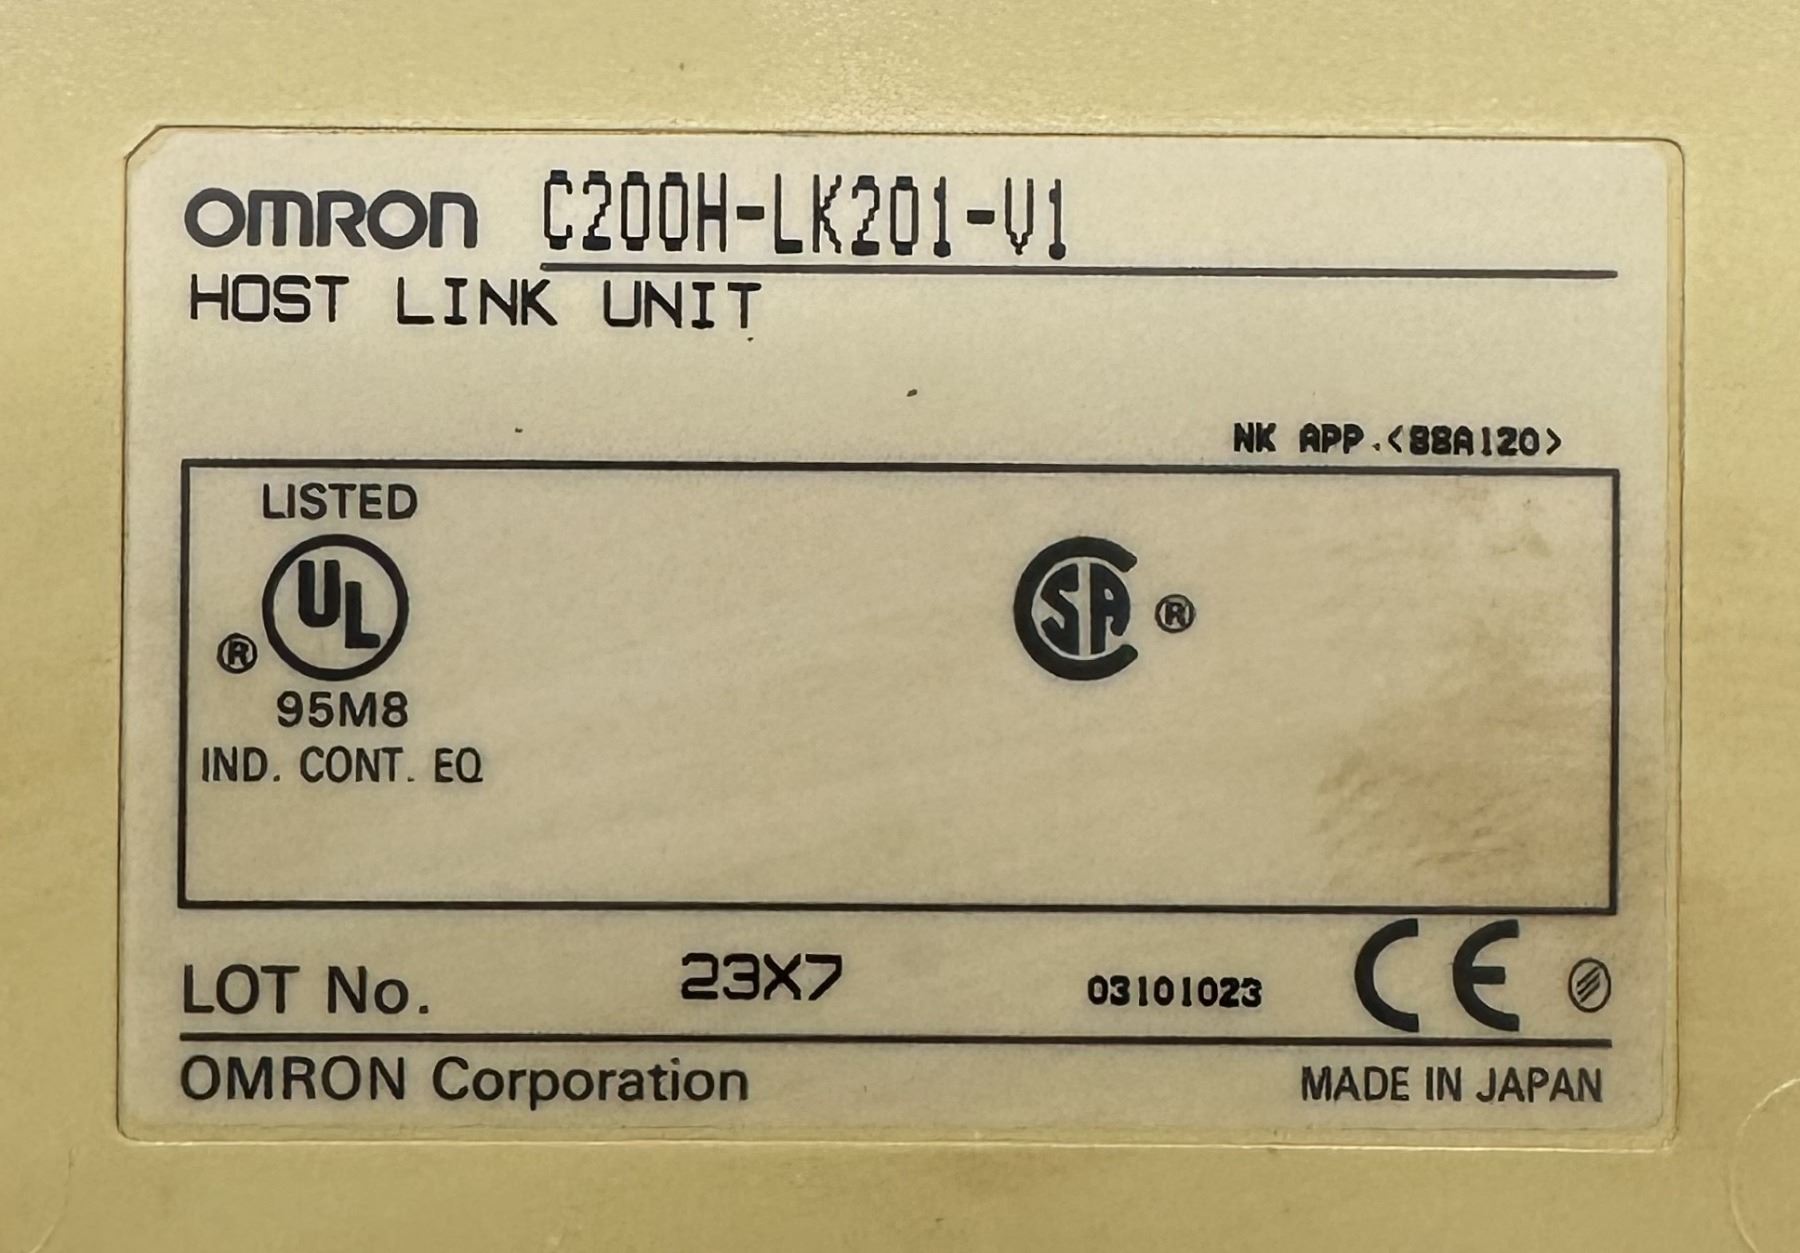 OMRON C200H-LK201-V1
HOST LINK UNIT
NK APP.<88A120>
LISTED
UL
®
95M8
IND. CONT. EQ
CSA ®
LOT No. 23X7 03101023 CE
OMRON Corporation MADE IN JAPAN